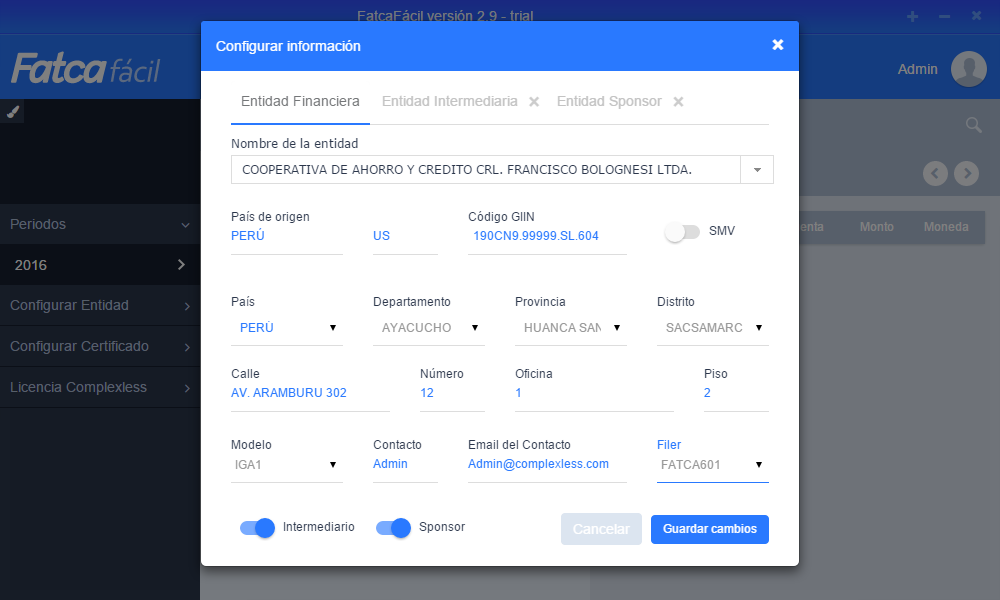 FatcaFácil versión 2.9 - trial
Fatca fácil
Admin
Configurar información
Entidad Financiera Entidad Intermediaria Entidad Sponsor
Nombre de la entidad
COOPERATIVA DE AHORRO Y CREDITO CRL. FRANCISCO BOLOGNESI LTDA.
País de origen Código GIIN
PERÚ US 190CN9.99999.SL.604 SMV
País Departamento Provincia Distrito
PERÙ AYACUCHO HUANCA SAN SACSAMARC
Calle Número Oficina Piso
AV. ARAMBURU 302 12 1 2
Modelo Contacto Email del Contacto Filer
IGA1 Admin Admin@complexless.com FATCA601
Intermediario Sponsor Cancelar Guardar cambios
Periodos
2016
Configurar Entidad
Configurar Certificado
Licencia Complexless
Monto Moneda